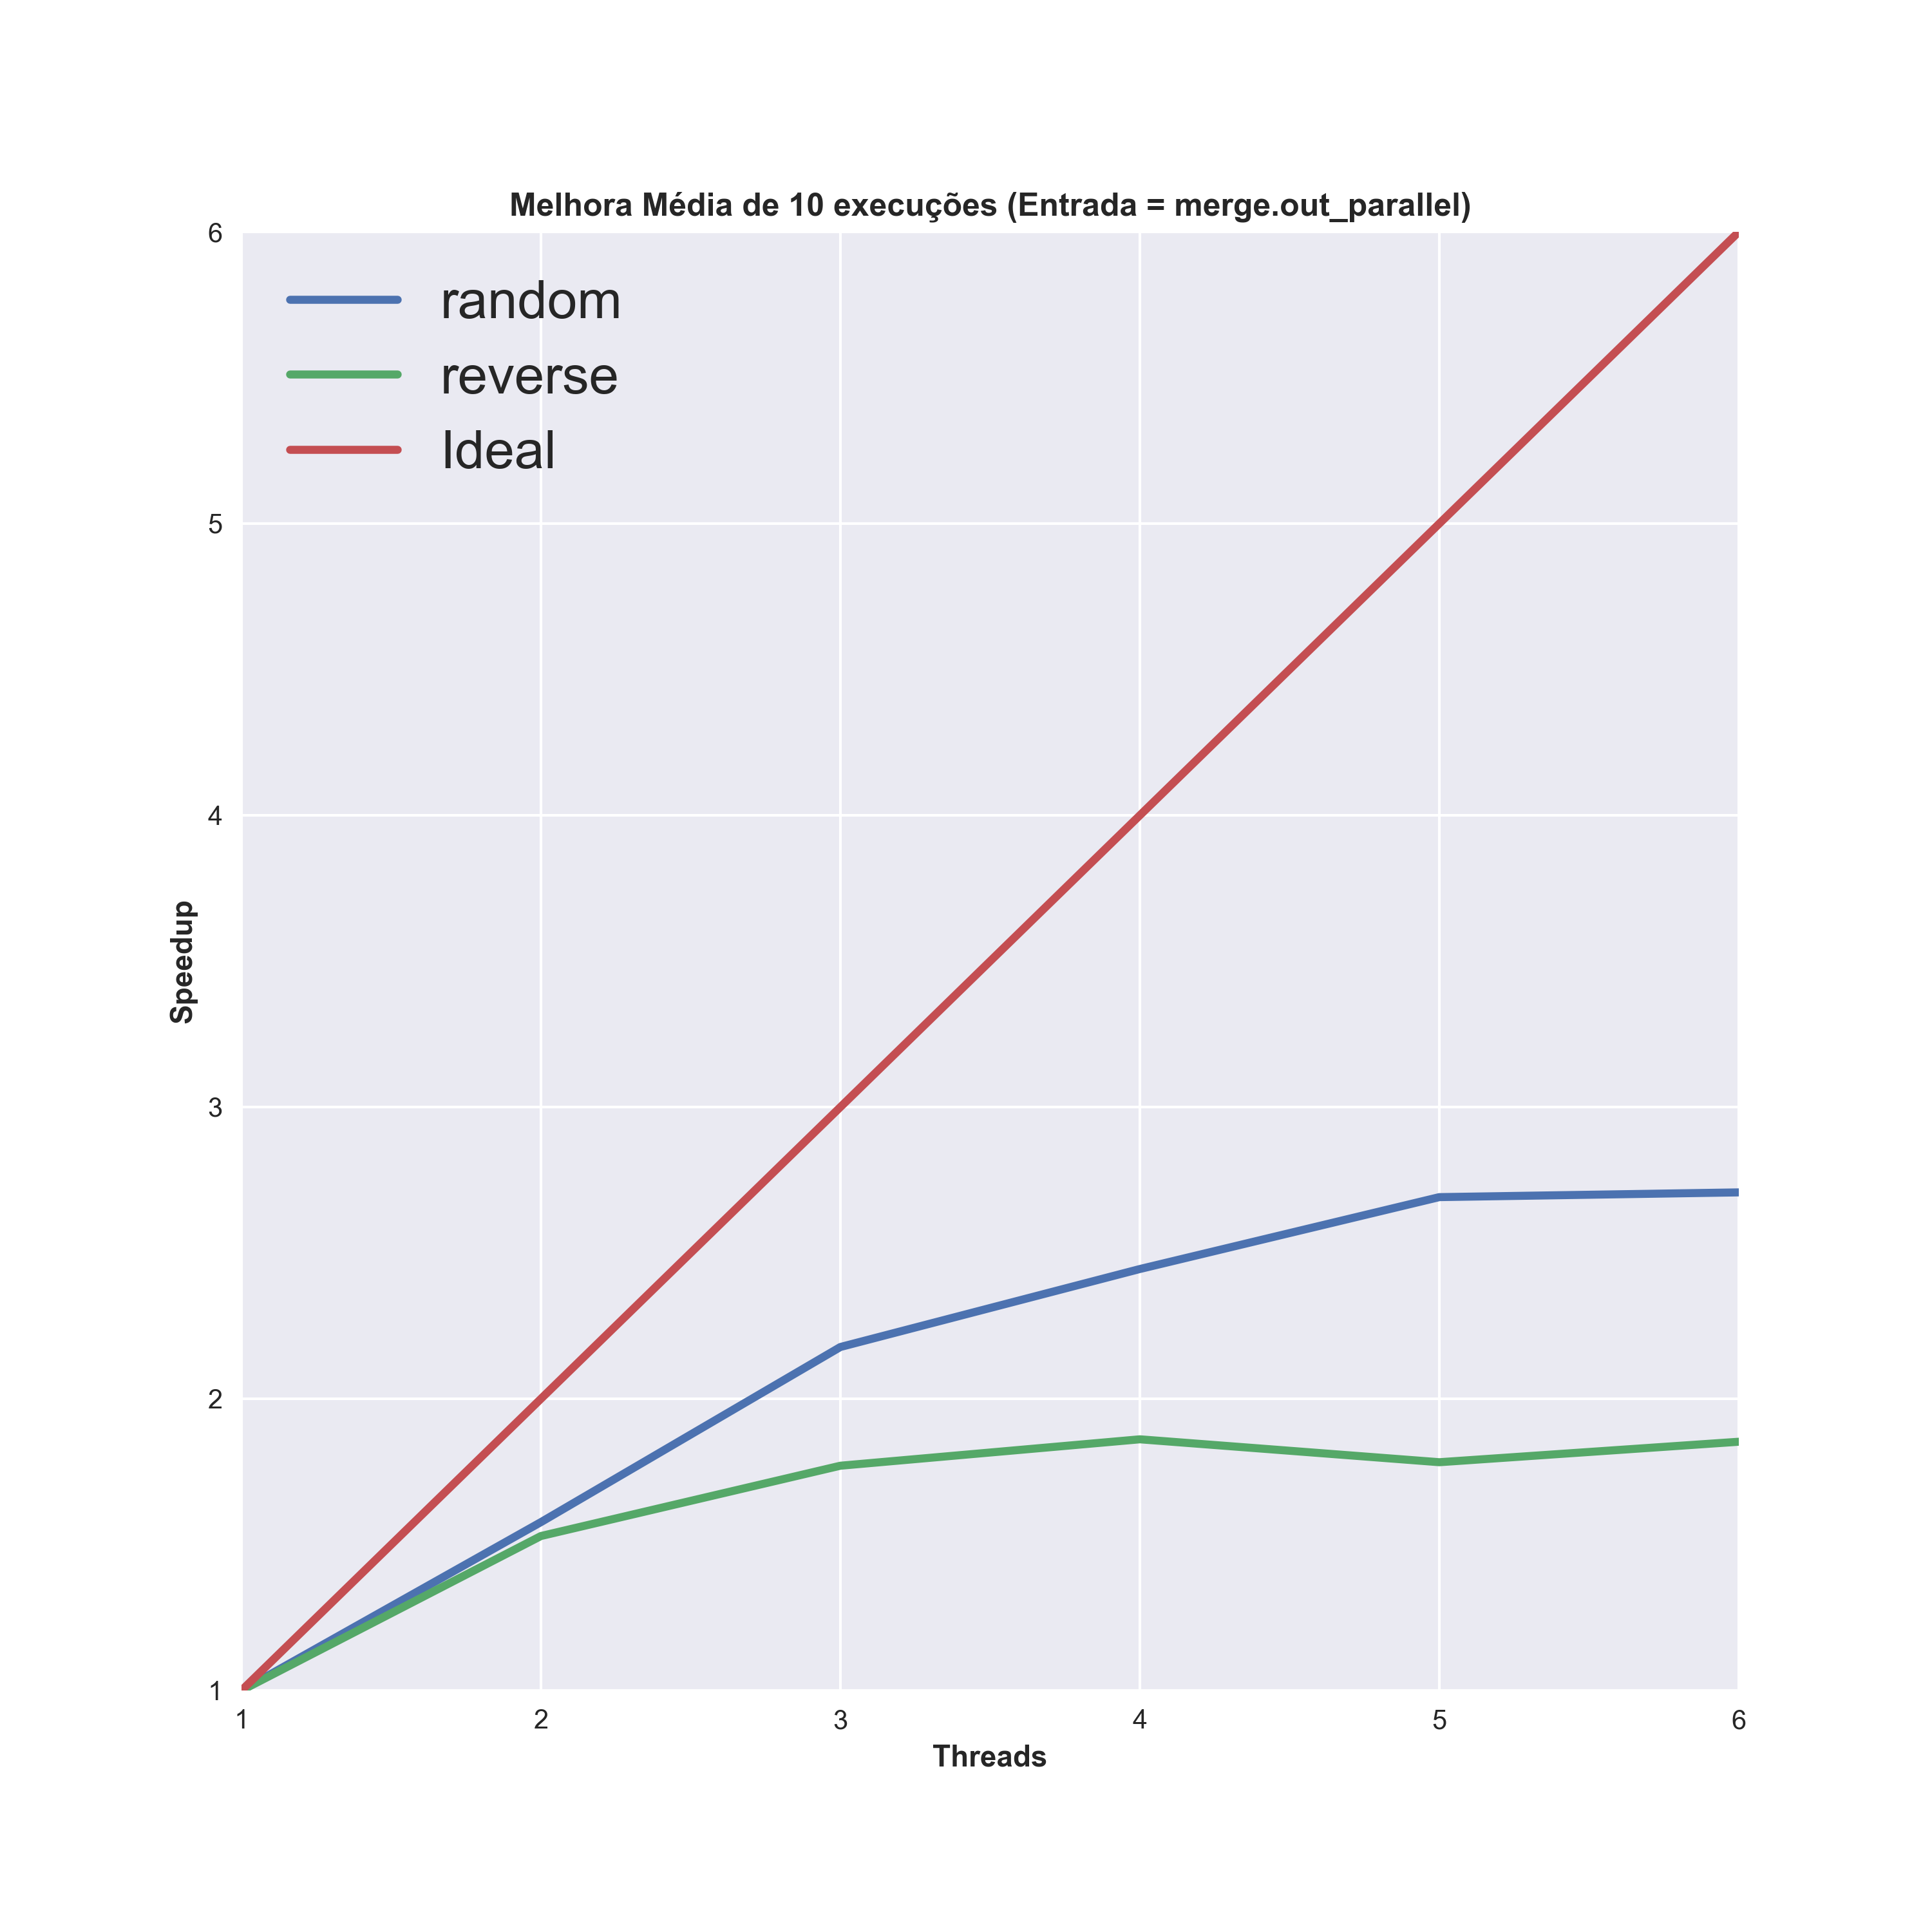 Melhora Média de 10 execuções (Entrada = merge.out_parallel)
random
reverse
Ideal
6
5
4
3
2
1
Speedup
1 2 3 4 5 6
Threads